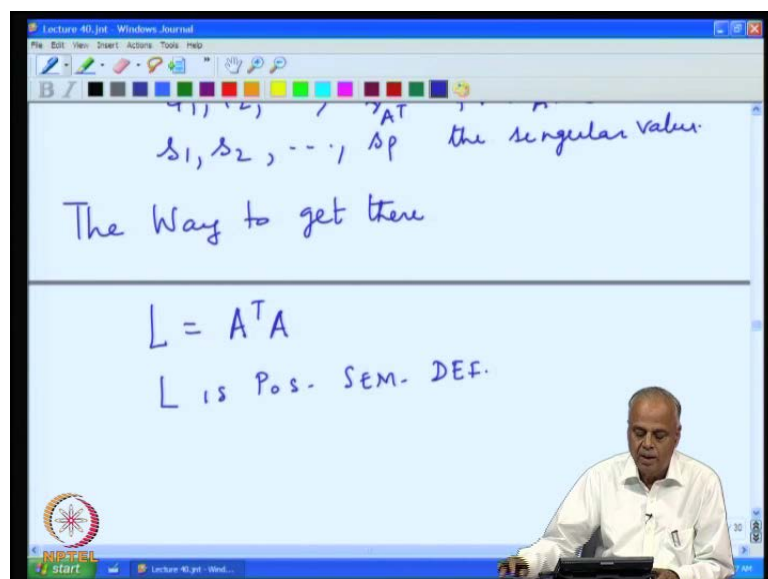 Lecture 40.jnt - Windows Journal
File Edit View Insert Actions Tools Help
B I
s1, s2, ..., sp the singular values.
The Way to get there
L = A^T A
L is Pos. SEM. DEF.
NPTEL
start Lecture 40.jnt - Wind...